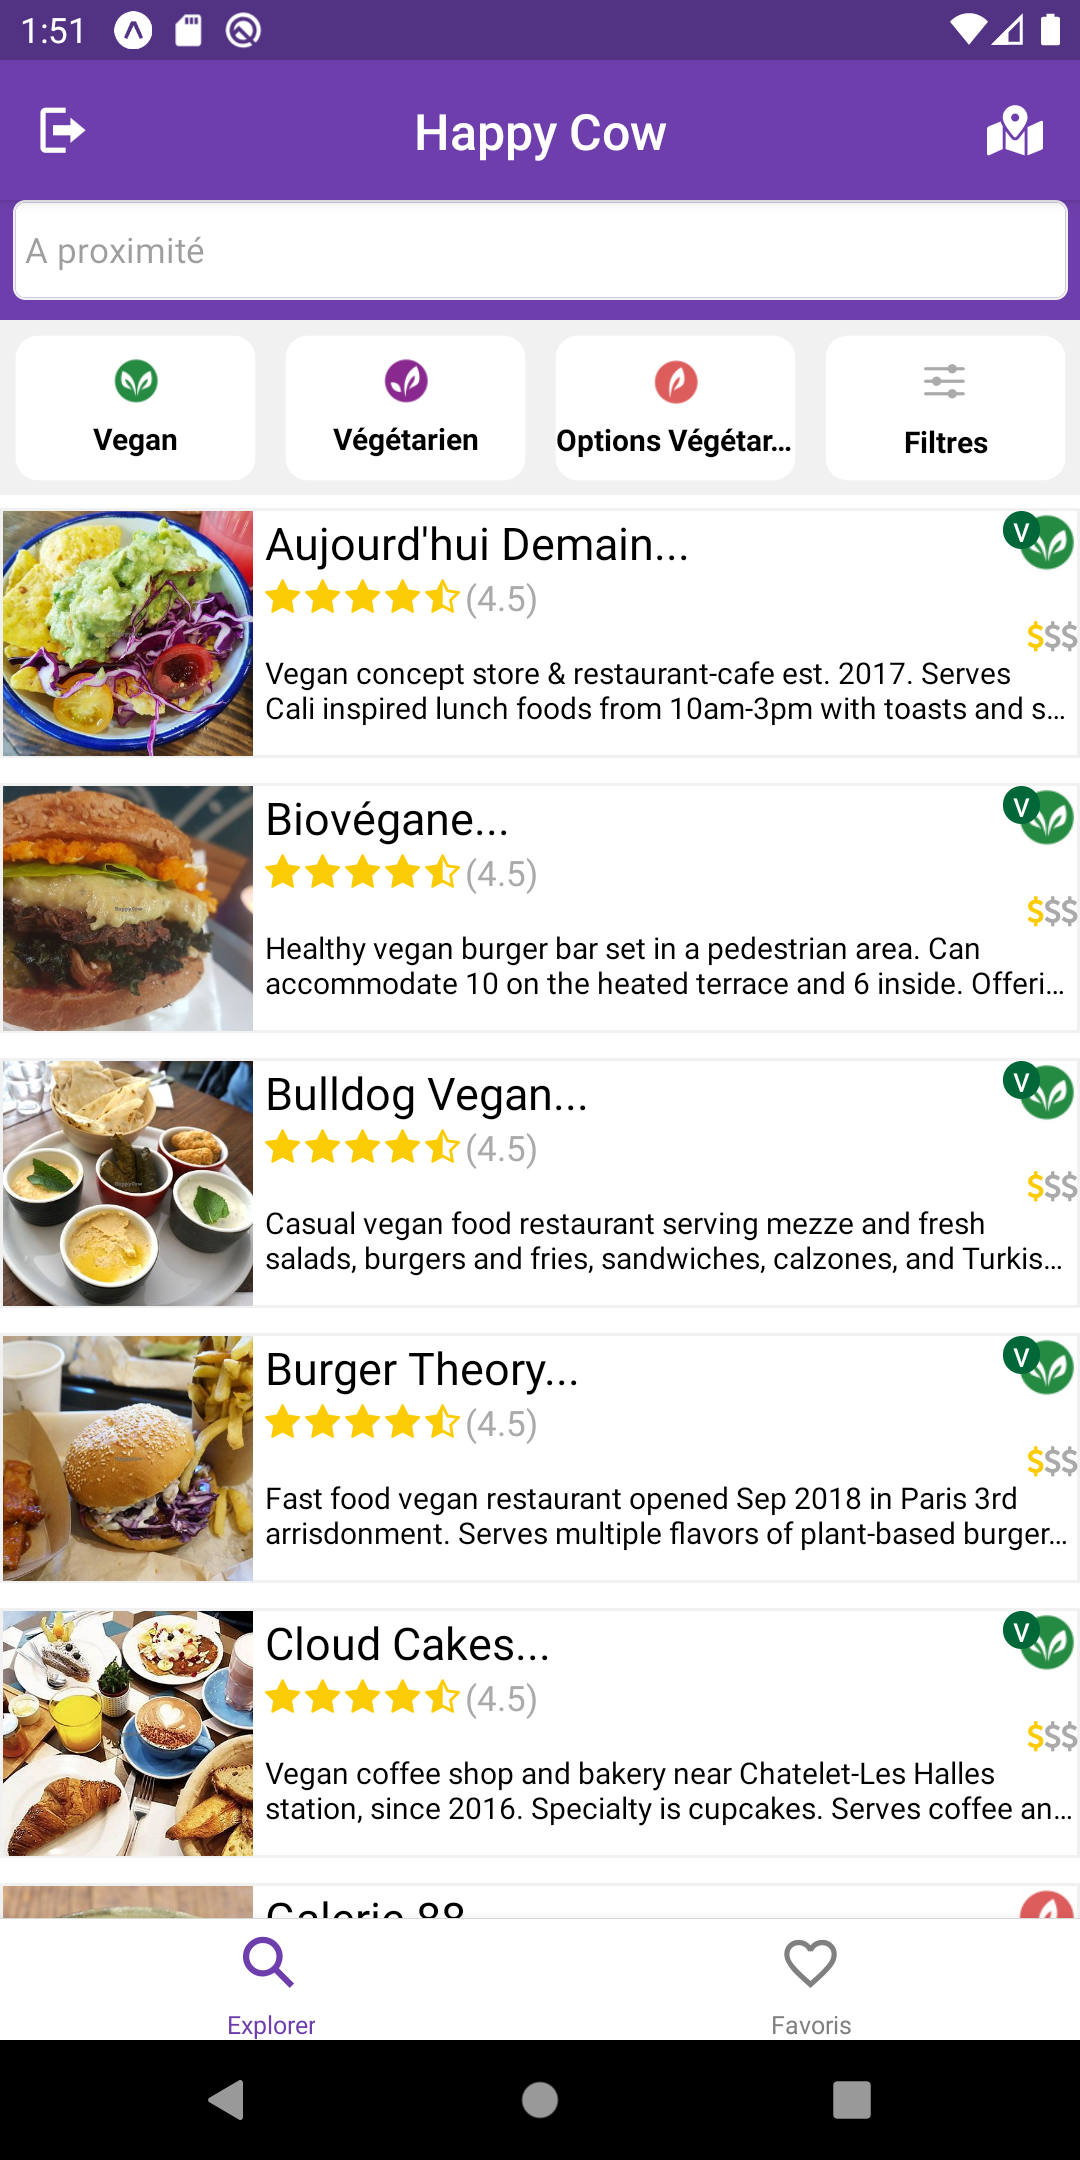 1:51
Happy Cow
A proximité
Vegan
Végétarien
Options Végétar...
Filtres
Aujourd'hui Demain...
V
(4.5)
$$$
Vegan concept store & restaurant-cafe est. 2017. Serves
Cali inspired lunch foods from 10am-3pm with toasts and s...
Biovégane...
V
(4.5)
$$$
Healthy vegan burger bar set in a pedestrian area. Can
accommodate 10 on the heated terrace and 6 inside. Offeri...
Bulldog Vegan...
V
(4.5)
$$$
Casual vegan food restaurant serving mezze and fresh
salads, burgers and fries, sandwiches, calzones, and Turkis...
Burger Theory...
V
(4.5)
$$$
Fast food vegan restaurant opened Sep 2018 in Paris 3rd
arrisdonment. Serves multiple flavors of plant-based burger...
Cloud Cakes...
V
(4.5)
$$$
Vegan coffee shop and bakery near Chatelet-Les Halles
station, since 2016. Specialty is cupcakes. Serves coffee an...
Explorer
Favoris